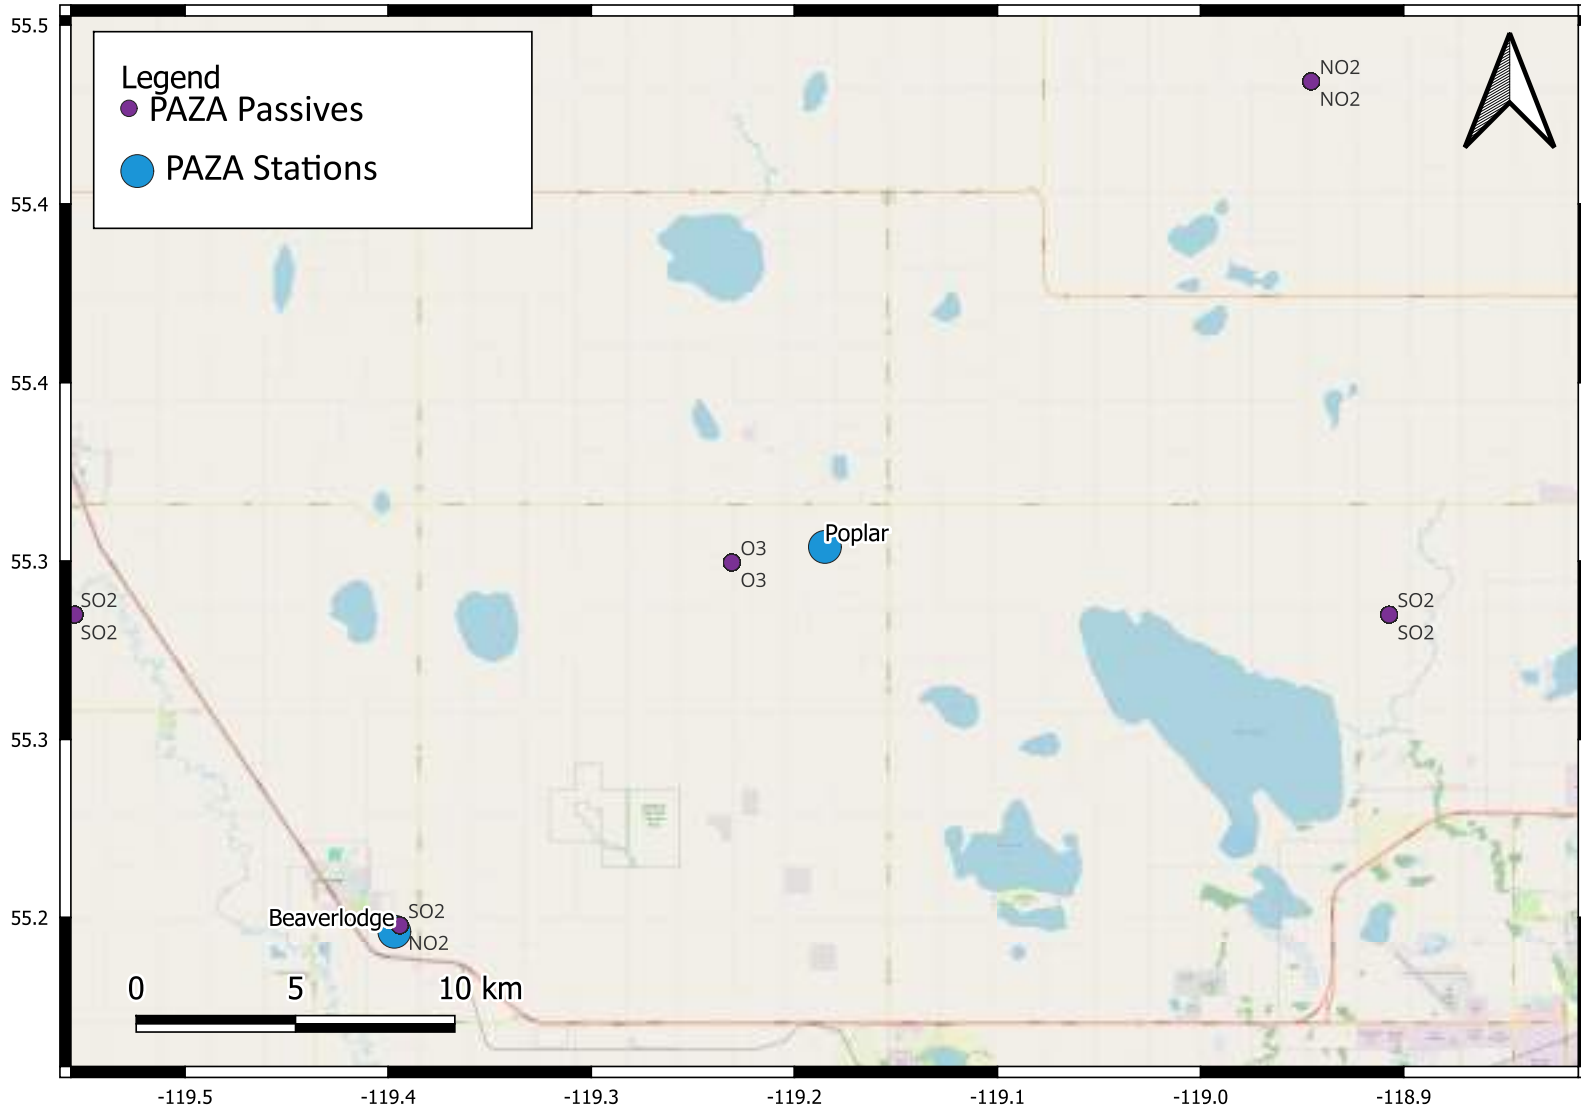 55.5
Legend
PAZA Passives
PAZA Stations
NO2
NO2
55.4
55.4
Poplar
O3
O3
55.3
SO2
SO2
SO2
SO2
55.3
Beaverlodge
SO2
NO2
55.2
0 5 10 km
-119.5 -119.4 -119.3 -119.2 -119.1 -119.0 -118.9